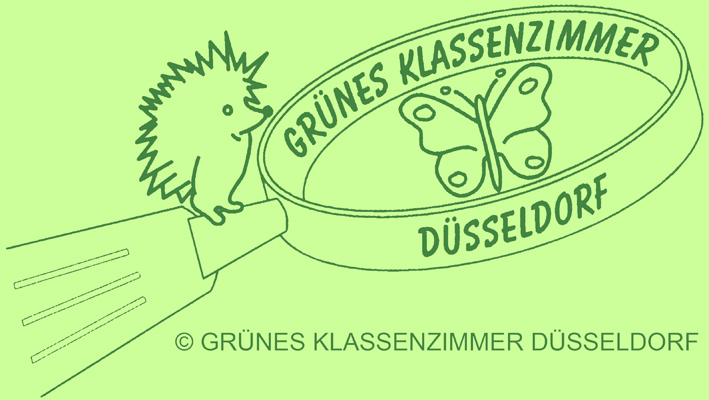 GRÜNES KLASSENZIMMER
DÜSSELDORF
© GRÜNES KLASSENZIMMER DÜSSELDORF